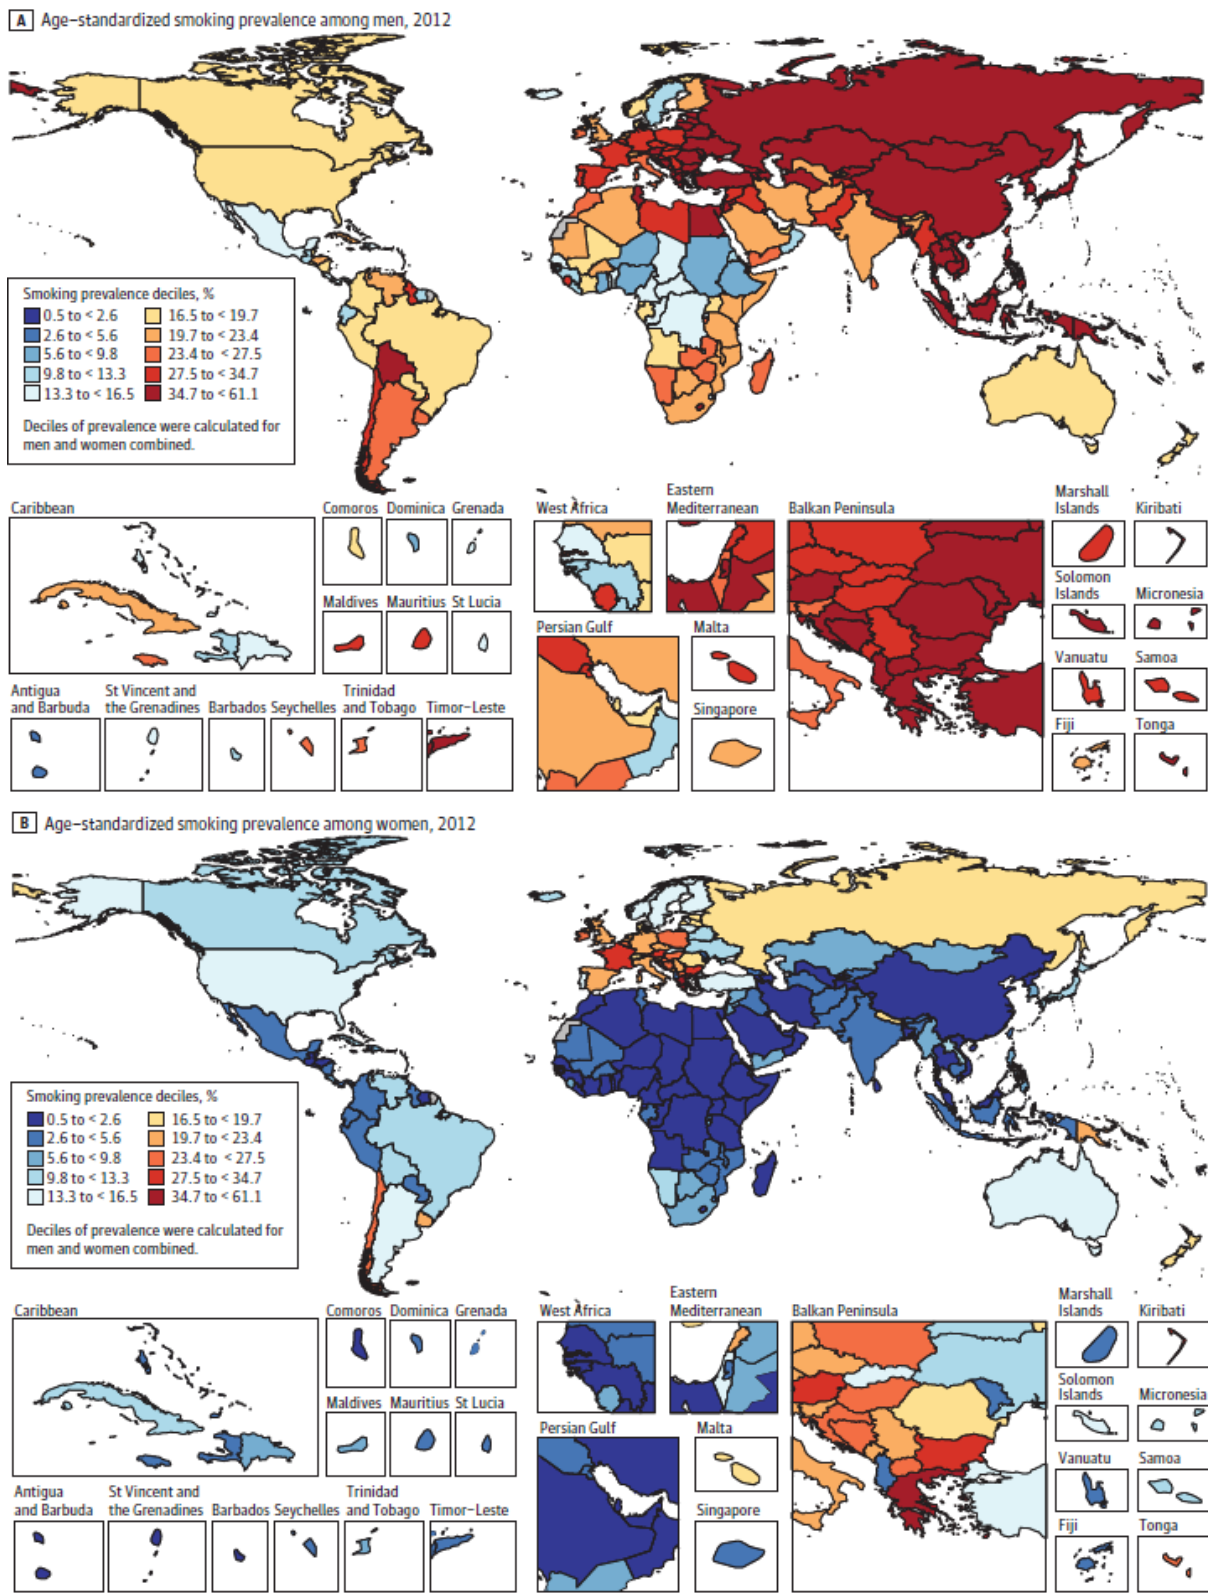 A Age–standardized smoking prevalence among men, 2012
Smoking prevalence deciles, %
0.5 to < 2.6 16.5 to < 19.7
2.6 to < 5.6 19.7 to < 23.4
5.6 to < 9.8 23.4 to < 27.5
9.8 to < 13.3 27.5 to < 34.7
13.3 to < 16.5 34.7 to < 61.1
Deciles of prevalence were calculated for
men and women combined.
Caribbean
Comoros
Dominica
Grenada
West Africa
Eastern
Mediterranean
Balkan Peninsula
Marshall
Islands
Kiribati
Maldives
Mauritius
St Lucia
Solomon
Islands
Micronesia
Persian Gulf
Malta
Vanuatu
Samoa
Antigua
and Barbuda
St Vincent and
the Grenadines
Barbados
Seychelles
Trinidad
and Tobago
Timor–Leste
Singapore
Fiji
Tonga
B Age–standardized smoking prevalence among women, 2012
Smoking prevalence deciles, %
0.5 to < 2.6 16.5 to < 19.7
2.6 to < 5.6 19.7 to < 23.4
5.6 to < 9.8 23.4 to < 27.5
9.8 to < 13.3 27.5 to < 34.7
13.3 to < 16.5 34.7 to < 61.1
Deciles of prevalence were calculated for
men and women combined.
Caribbean
Comoros
Dominica
Grenada
West Africa
Eastern
Mediterranean
Balkan Peninsula
Marshall
Islands
Kiribati
Maldives
Mauritius
St Lucia
Solomon
Islands
Micronesia
Persian Gulf
Malta
Vanuatu
Samoa
Antigua
and Barbuda
St Vincent and
the Grenadines
Barbados
Seychelles
Trinidad
and Tobago
Timor–Leste
Singapore
Fiji
Tonga